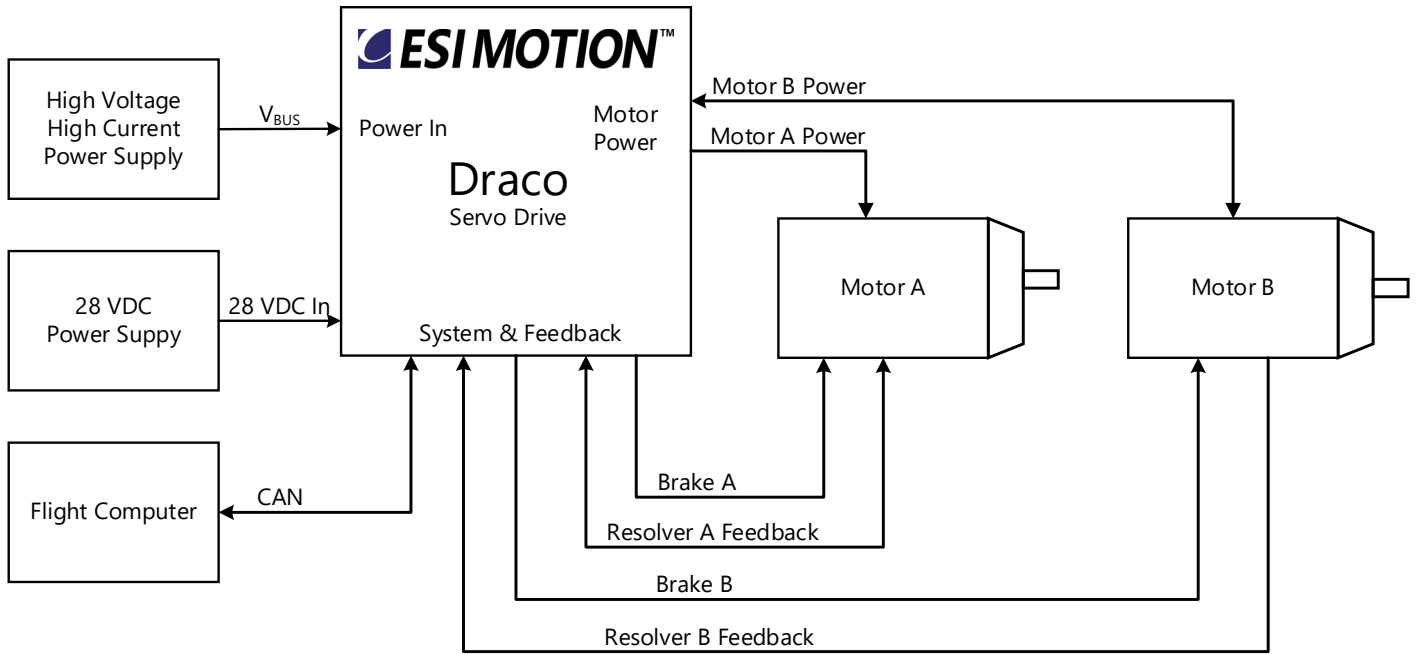 ESI MOTION™
High Voltage
High Current
Power Supply
V_BUS
Power In
Motor
Power
Draco
Servo Drive
Motor B Power
Motor A Power
28 VDC
Power Suppy
28 VDC In
System & Feedback
Motor A
Motor B
Flight Computer
CAN
Brake A
Resolver A Feedback
Brake B
Resolver B Feedback